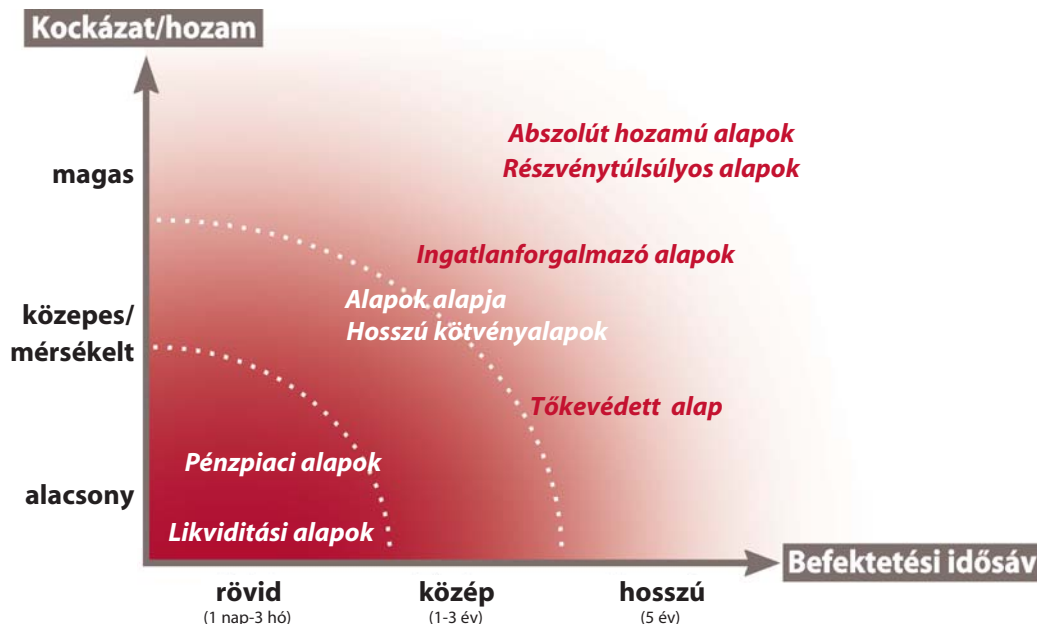 Kockázat/hozam
Abszolút hozamú alapok
Részvénytúlsúlyos alapok
magas
Ingatlanforgalmazó alapok
Alapok alapja
Hosszú kötvényalapok
közepes/
mérsékelt
Tőkevédett alap
Pénzpiaci alapok
alacsony
Likviditási alapok
Befektetési idősáv
rövid
(1 nap-3 hó)
közép
(1-3 év)
hosszú
(5 év)